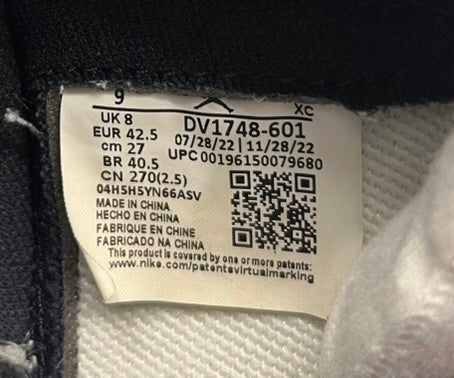 9 XC
UK 8 DV1748-601
EUR 42.5 07/28/22 | 11/28/22
cm 27 UPC 00196150079680
BR 40.5
CN 270(2.5)
04H5H5YN66ASV
MADE IN CHINA
HECHO EN CHINA
FABRIQUE EN CHINE
FABRICADO NA CHINA
This product is covered by one or more patents:
www.nike.com/patentsvirtualmarking